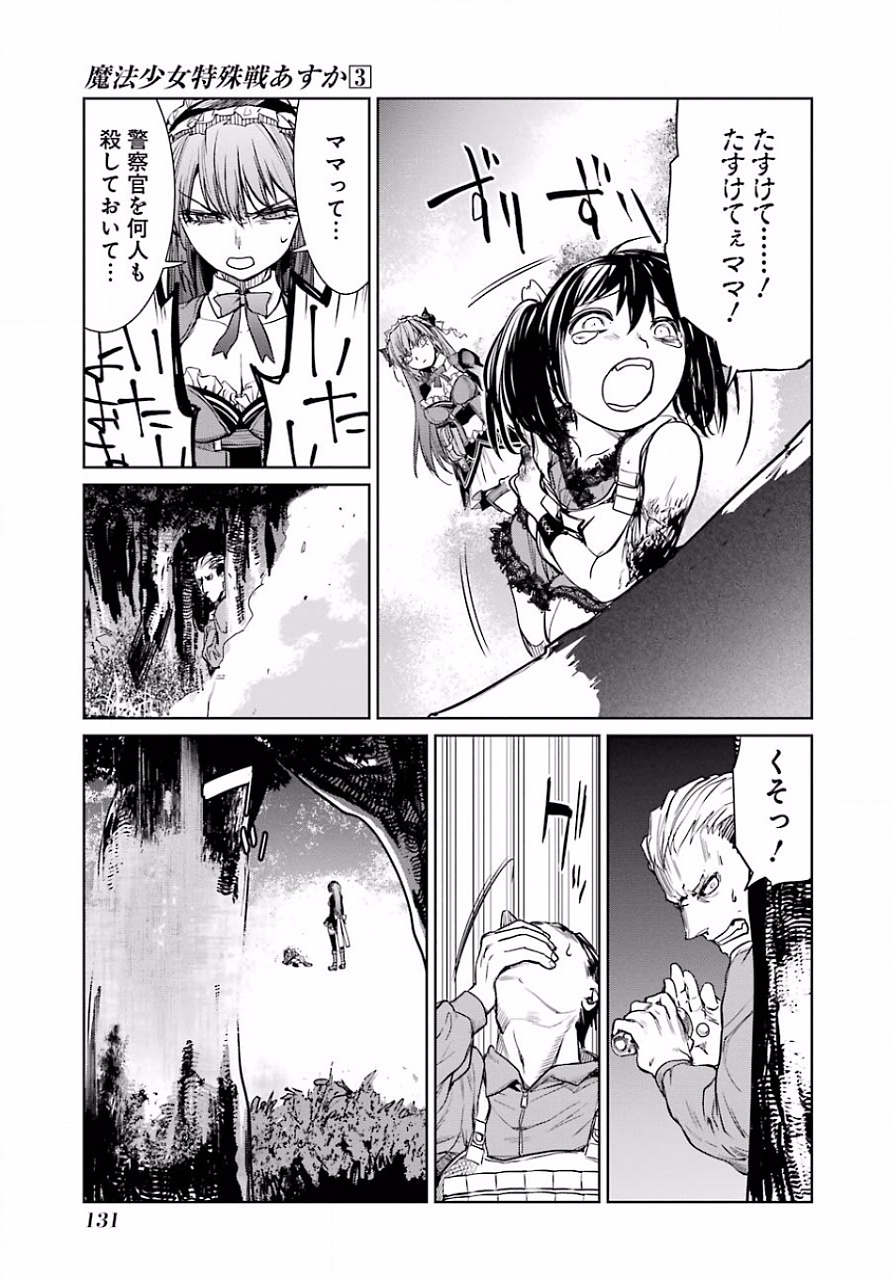 魔法少女特殊戦あすか3
たすけて……！
たすけてぇママ！
ずり
ずり
ママって…
警察官を何人も
殺しておいて…
くそっ！
131